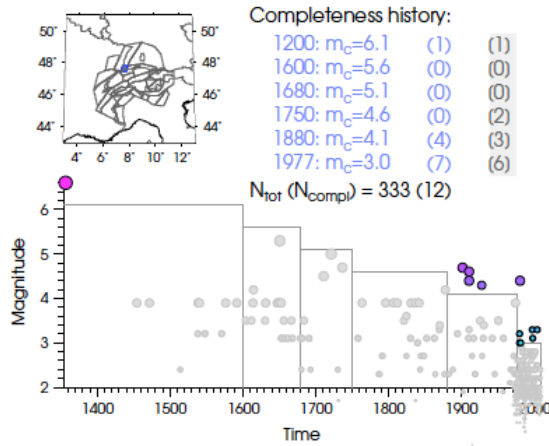 Completeness history:
1200: mc=6.1 (1) (1)
1600: mc=5.6 (0) (0)
1680: mc=5.1 (0) (0)
1750: mc=4.6 (0) (2)
1880: mc=4.1 (4) (3)
1977: mc=3.0 (7) (6)
Ntot (Ncompl) = 333 (12)
50°
48°
46°
44°
4° 6° 8° 10° 12°
50°
48°
46°
44°
Magnitude
6
5
4
3
2
1400 1500 1600 1700 1800 1900 2000
Time